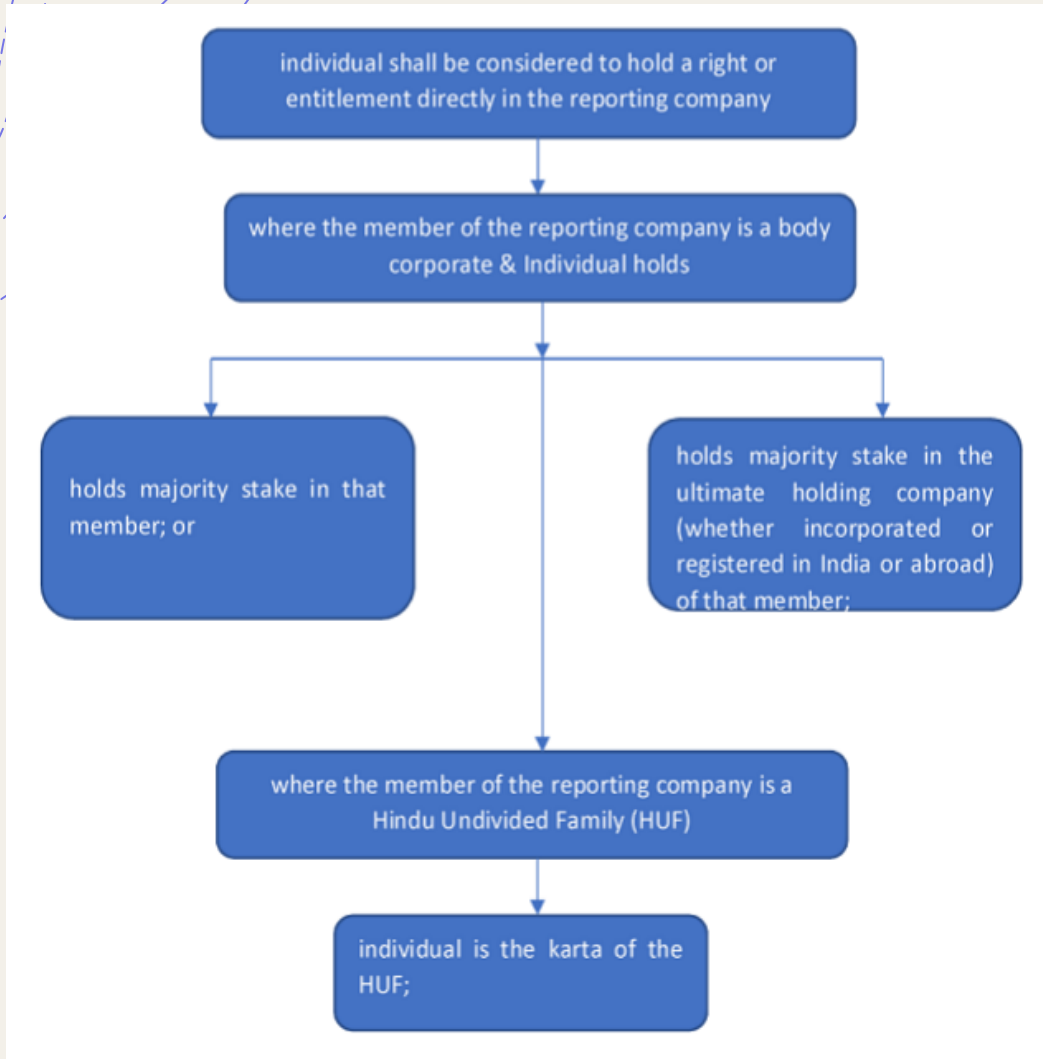 individual shall be considered to hold a right or
entitlement directly in the reporting company
where the member of the reporting company is a body
corporate & Individual holds
holds majority stake in that
member; or
holds majority stake in the
ultimate holding company
(whether incorporated or
registered in India or abroad)
of that member;
where the member of the reporting company is a
Hindu Undivided Family (HUF)
individual is the karta of the
HUF;